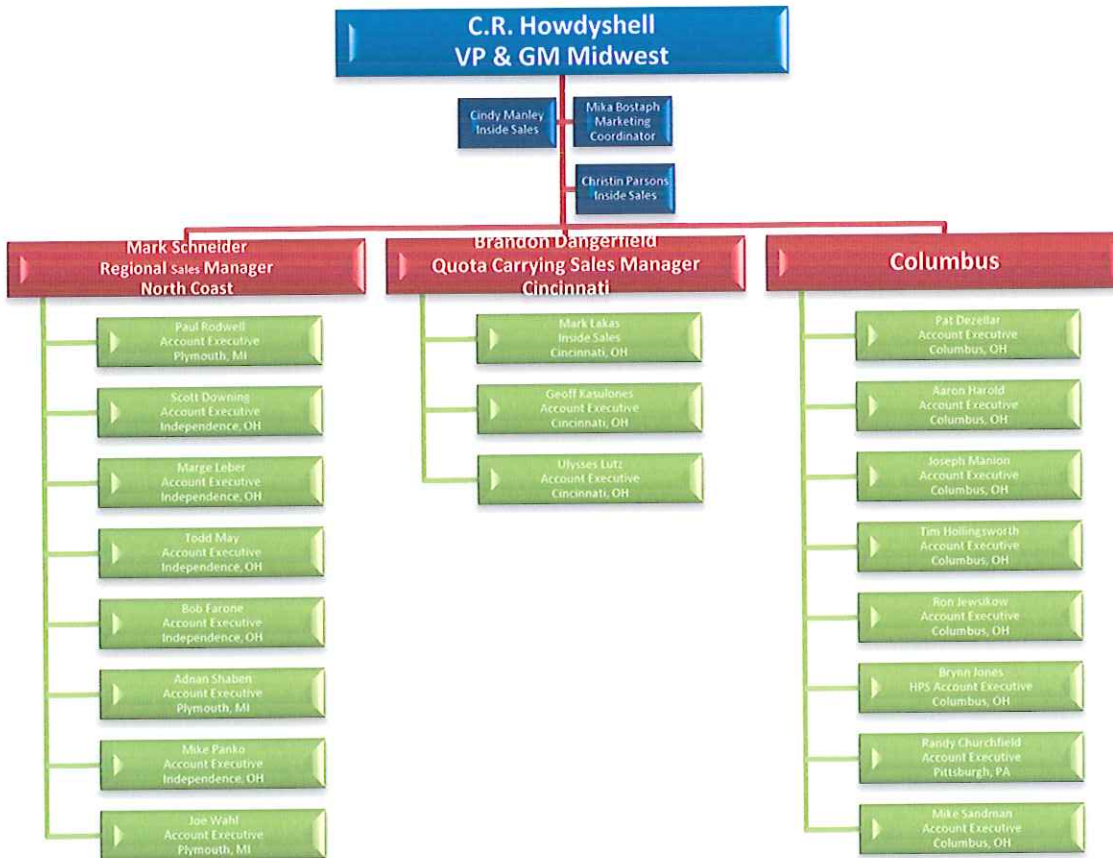 C.R. Howdyshell
VP & GM Midwest
Cindy Manley
Inside Sales
Mika Bostaph
Marketing
Coordinator
Christin Parsons
Inside Sales
Mark Schneider
Regional Sales Manager
North Coast
Paul Rodwell
Account Executive
Plymouth, MI
Scott Downing
Account Executive
Independence, OH
Marge Leber
Account Executive
Independence, OH
Todd May
Account Executive
Independence, OH
Bob Farone
Account Executive
Independence, OH
Adnan Shaben
Account Executive
Plymouth, MI
Mike Panko
Account Executive
Independence, OH
Joe Wahl
Account Executive
Plymouth, MI
Brandon Dangerfield
Quota Carrying Sales Manager
Cincinnati
Mark Lakas
Inside Sales
Cincinnati, OH
Geoff Kasulones
Account Executive
Cincinnati, OH
Ulysses Lutz
Account Executive
Cincinnati, OH
Columbus
Pat Dezellar
Account Executive
Columbus, OH
Aaron Harold
Account Executive
Columbus, OH
Joseph Manion
Account Executive
Columbus, OH
Tim Hollingsworth
Account Executive
Columbus, OH
Ron Jewsikow
Account Executive
Columbus, OH
Brynn Jones
HPS Account Executive
Columbus, OH
Randy Churchfield
Account Executive
Pittsburgh, PA
Mike Sandman
Account Executive
Columbus, OH